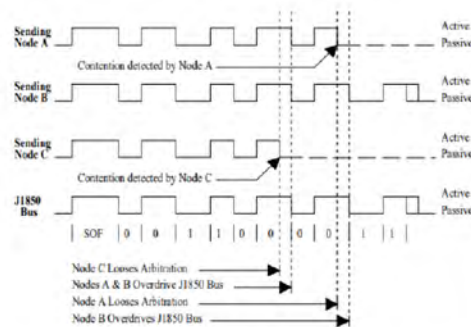 Sending
Node A
Active
Passive
Contention detected by Node A
Sending
Node B
Active
Passive
Sending
Node C
Active
Passive
Contention detected by Node C
J1850
Bus
Active
Passive
SOF 0 0 1 1 0 0 0 0 1 1
Node C Looses Arbitration
Nodes A & B Overdrive J1850 Bus
Node A Looses Arbitration
Node B Overdrives J1850 Bus